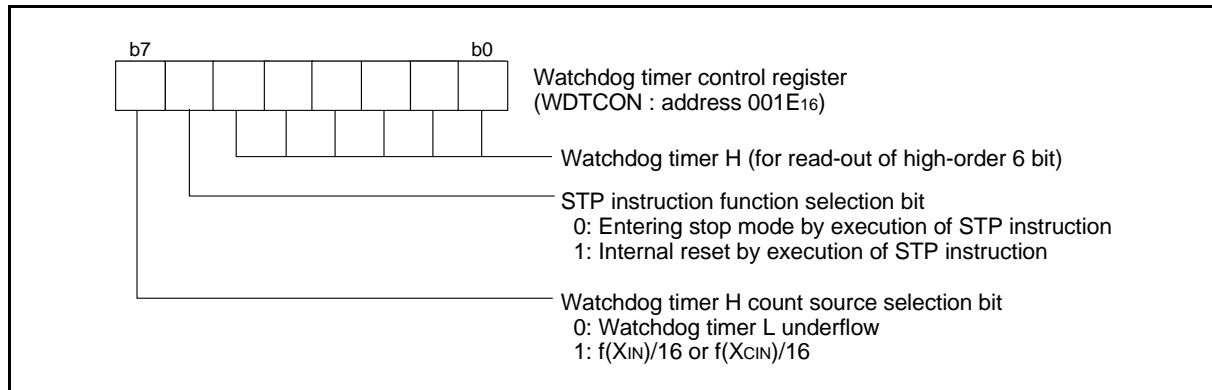 b7 b0
Watchdog timer control register
(WDTCON : address 001E16)
Watchdog timer H (for read-out of high-order 6 bit)
STP instruction function selection bit
0: Entering stop mode by execution of STP instruction
1: Internal reset by execution of STP instruction
Watchdog timer H count source selection bit
0: Watchdog timer L underflow
1: f(XIN)/16 or f(XCIN)/16